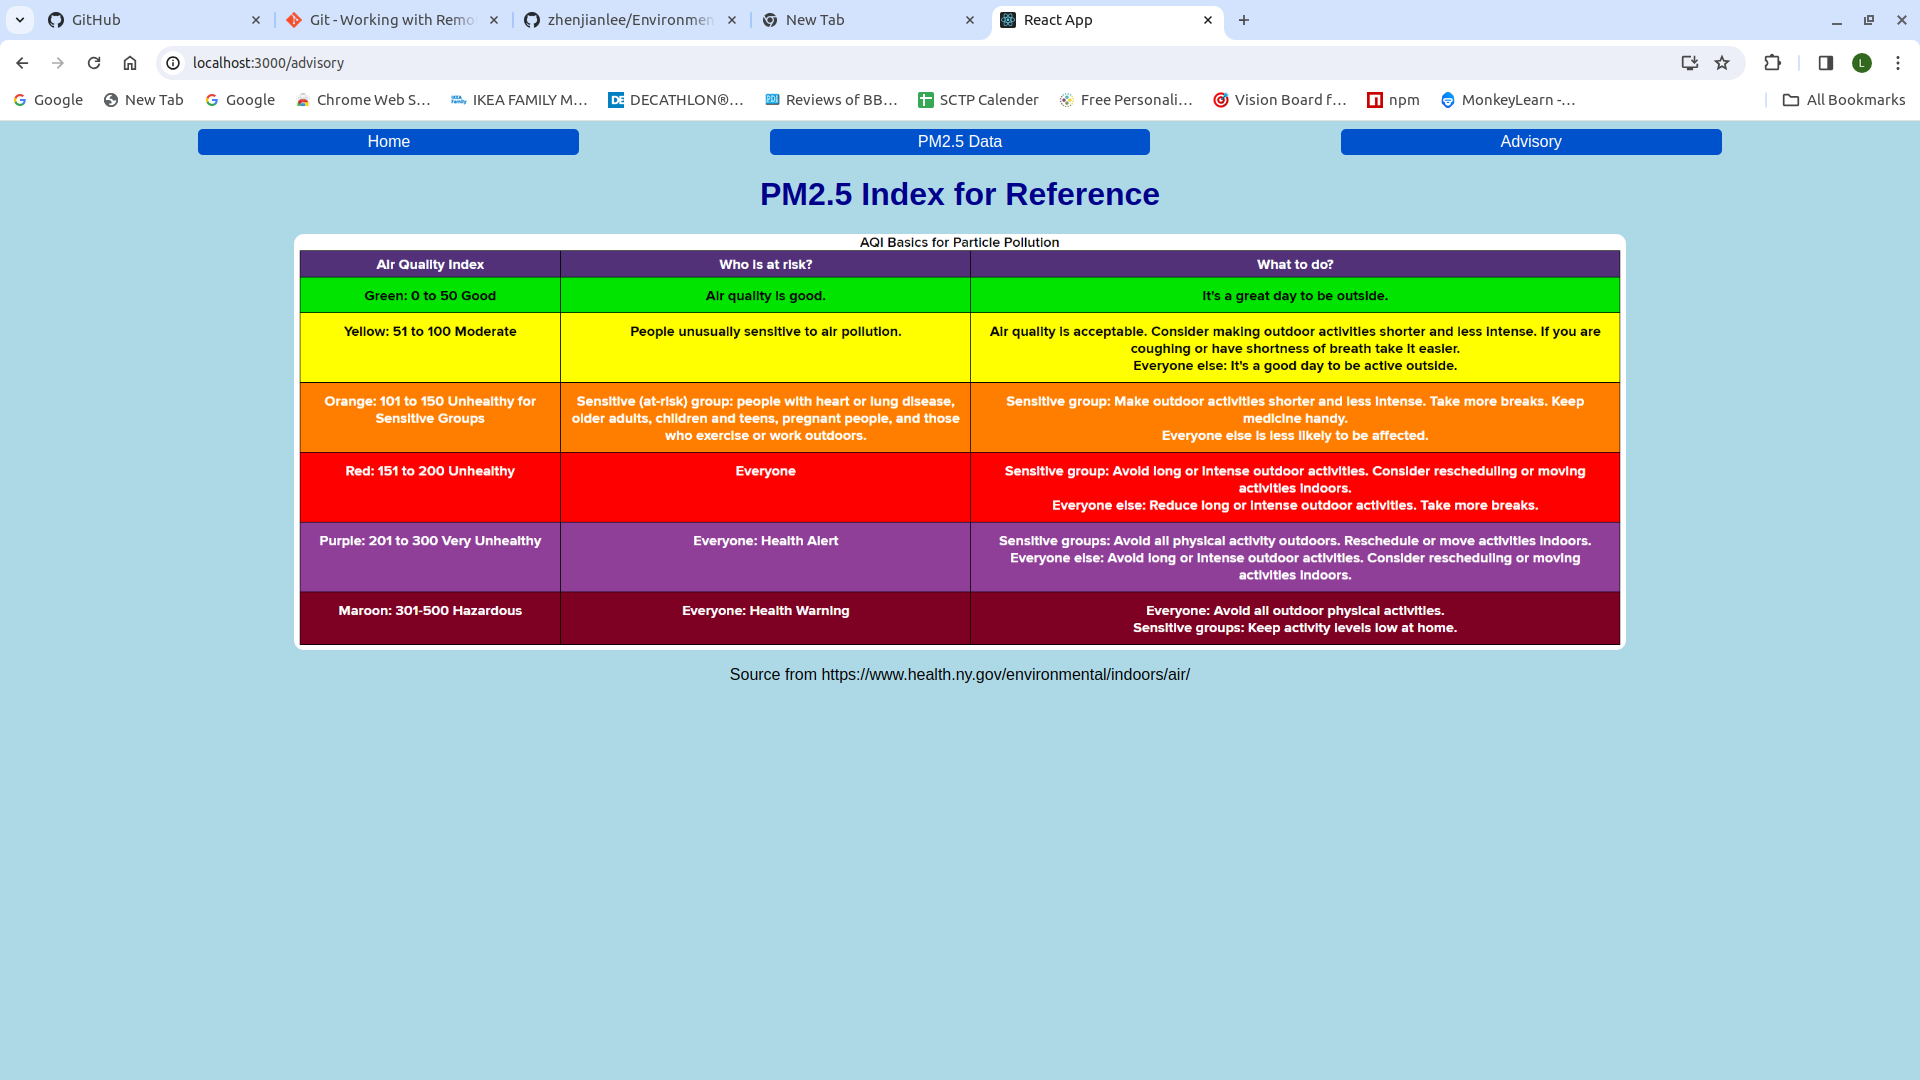 GitHub
Git - Working with Remo
zhenjianlee/Environmen
New Tab
React App
localhost:3000/advisory
L
Google
New Tab
Google
Chrome Web S...
IKEA FAMILY M...
DECATHLON®...
Reviews of BB...
SCTP Calender
Free Personali...
Vision Board f...
npm
MonkeyLearn -...
All Bookmarks
Home
PM2.5 Data
Advisory
PM2.5 Index for Reference
AQI Basics for Particle Pollution
Air Quality Index
Who is at risk?
What to do?
Green: 0 to 50 Good
Air quality is good.
It's a great day to be outside.
Yellow: 51 to 100 Moderate
People unusually sensitive to air pollution.
Air quality is acceptable. Consider making outdoor activities shorter and less intense. If you are
coughing or have shortness of breath take it easier.
Everyone else: It's a good day to be active outside.
Orange: 101 to 150 Unhealthy for
Sensitive Groups
Sensitive (at-risk) group: people with heart or lung disease,
older adults, children and teens, pregnant people, and those
who exercise or work outdoors.
Sensitive group: Make outdoor activities shorter and less intense. Take more breaks. Keep
medicine handy.
Everyone else is less likely to be affected.
Red: 151 to 200 Unhealthy
Everyone
Sensitive group: Avoid long or intense outdoor activities. Consider rescheduling or moving
activities indoors.
Everyone else: Reduce long or intense outdoor activities. Take more breaks.
Purple: 201 to 300 Very Unhealthy
Everyone: Health Alert
Sensitive groups: Avoid all physical activity outdoors. Reschedule or move activities indoors.
Everyone else: Avoid long or intense outdoor activities. Consider rescheduling or moving
activities indoors.
Maroon: 301-500 Hazardous
Everyone: Health Warning
Everyone: Avoid all outdoor physical activities.
Sensitive groups: Keep activity levels low at home.
Source from https://www.health.ny.gov/environmental/indoors/air/